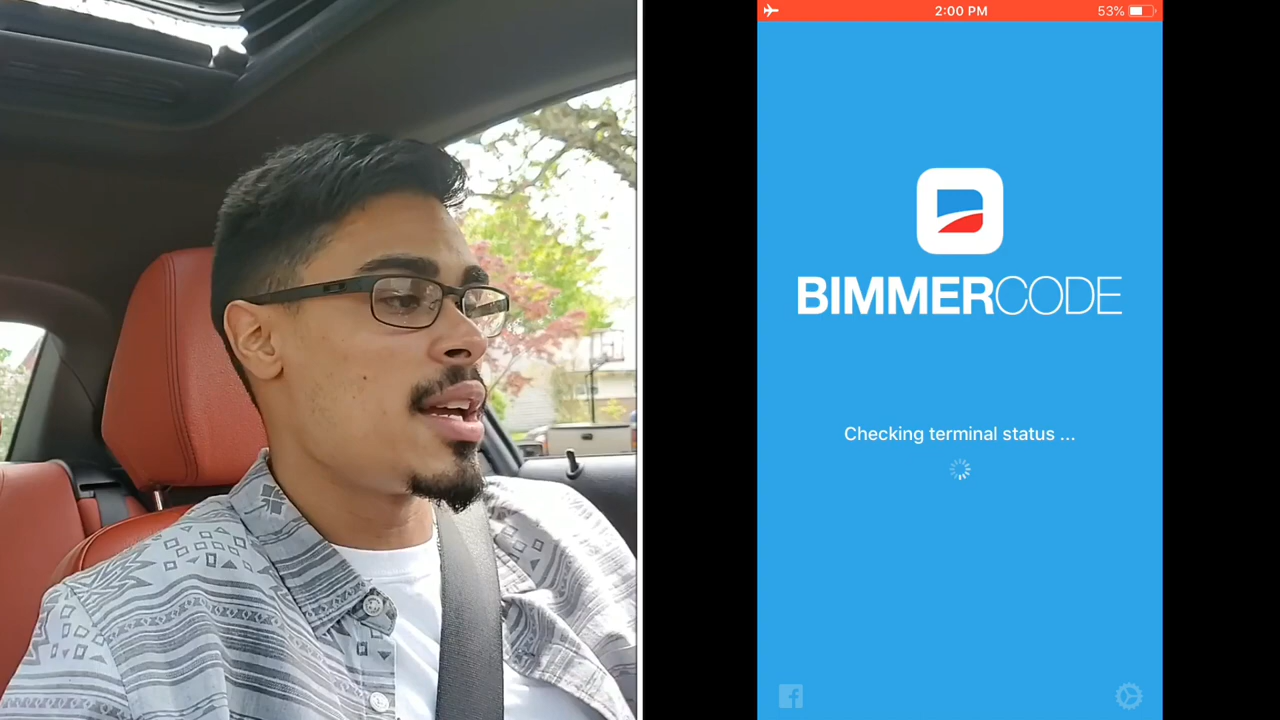 2:00 PM
53%
BIMMERCODE
Checking terminal status ...